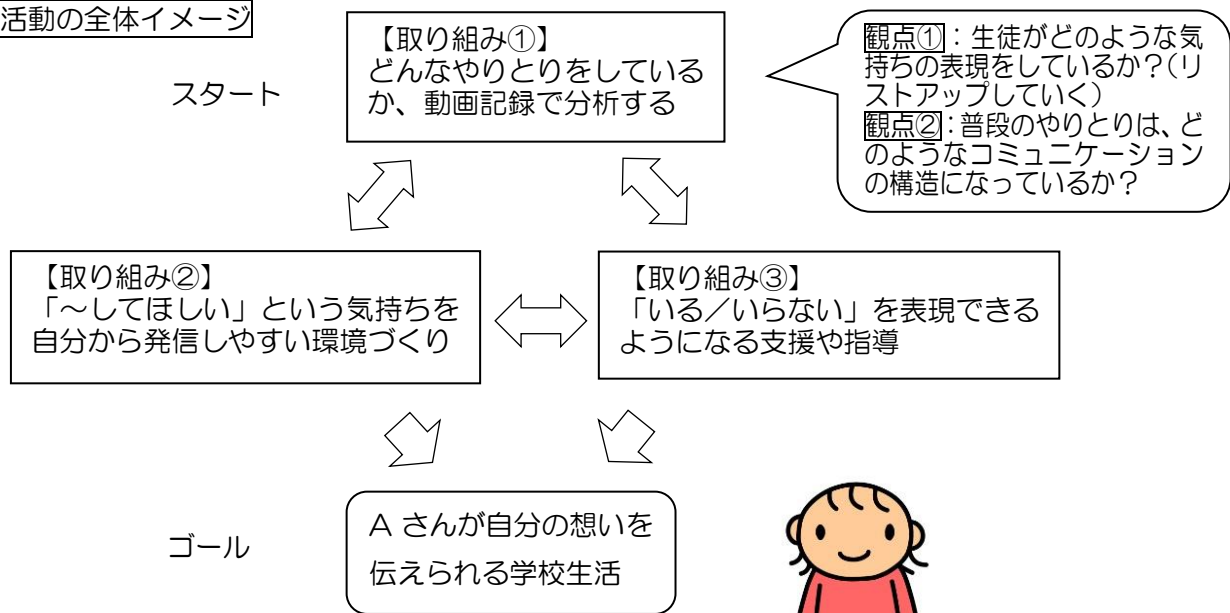 活動の全体イメージ
スタート
【取り組み①】
どんなやりとりをしている
か、動画記録で分析する
観点①：生徒がどのような気
持ちの表現をしているか？（リ
ストアップしていく）
観点②：普段のやりとりは、ど
のようなコミュニケーション
の構造になっているか？
【取り組み②】
「～してほしい」という気持ちを
自分から発信しやすい環境づくり
【取り組み③】
「いる／いらない」を表現できる
ようになる支援や指導
ゴール
A さんが自分の想いを
伝えられる学校生活